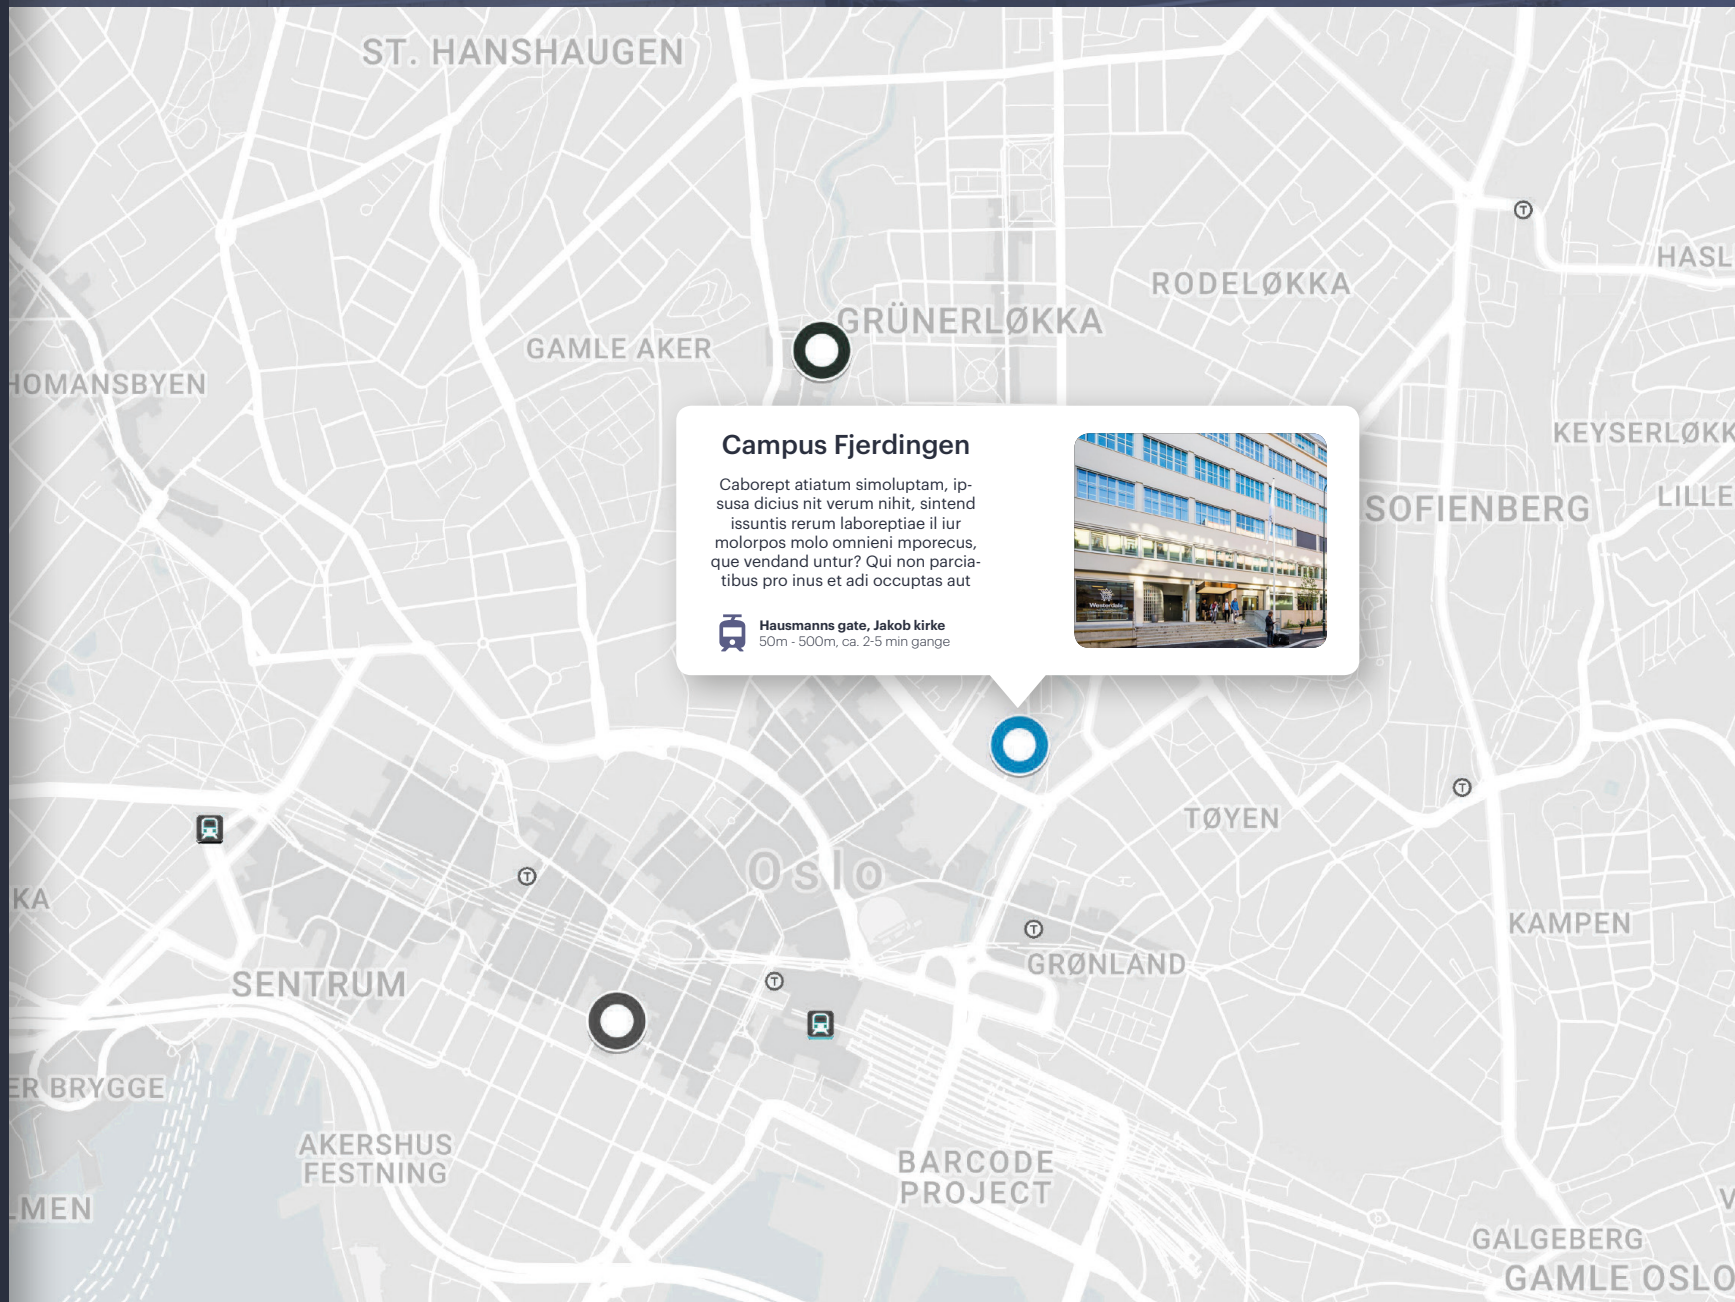 ST. HANSHAUGEN
HASL
RODELØKKA
GRÜNERLØKKA
GAMLE AKER
HOMANSBYEN
KEYSERLØKK
Campus Fjerdingen
Caborept atiatum simoluptam, ip-
susa dicius nit verum nihit, sintend
issuntis rerum laboreptiae il iur
molorpos molo omnieni mporecus,
que vendand untur? Qui non parcia-
tibus pro inus et adi occuptas aut
Hausmanns gate, Jakob kirke
50m - 500m, ca. 2-5 min gange
Westerdals
SOFIENBERG
LILLE
T
T
TØYEN
Oslo
T
KA
KAMPEN
T
GRØNLAND
SENTRUM
T
ER BRYGGE
AKERSHUS
FESTNING
BARCODE
PROJECT
LMEN
V
GALGEBERG
GAMLE OSLO